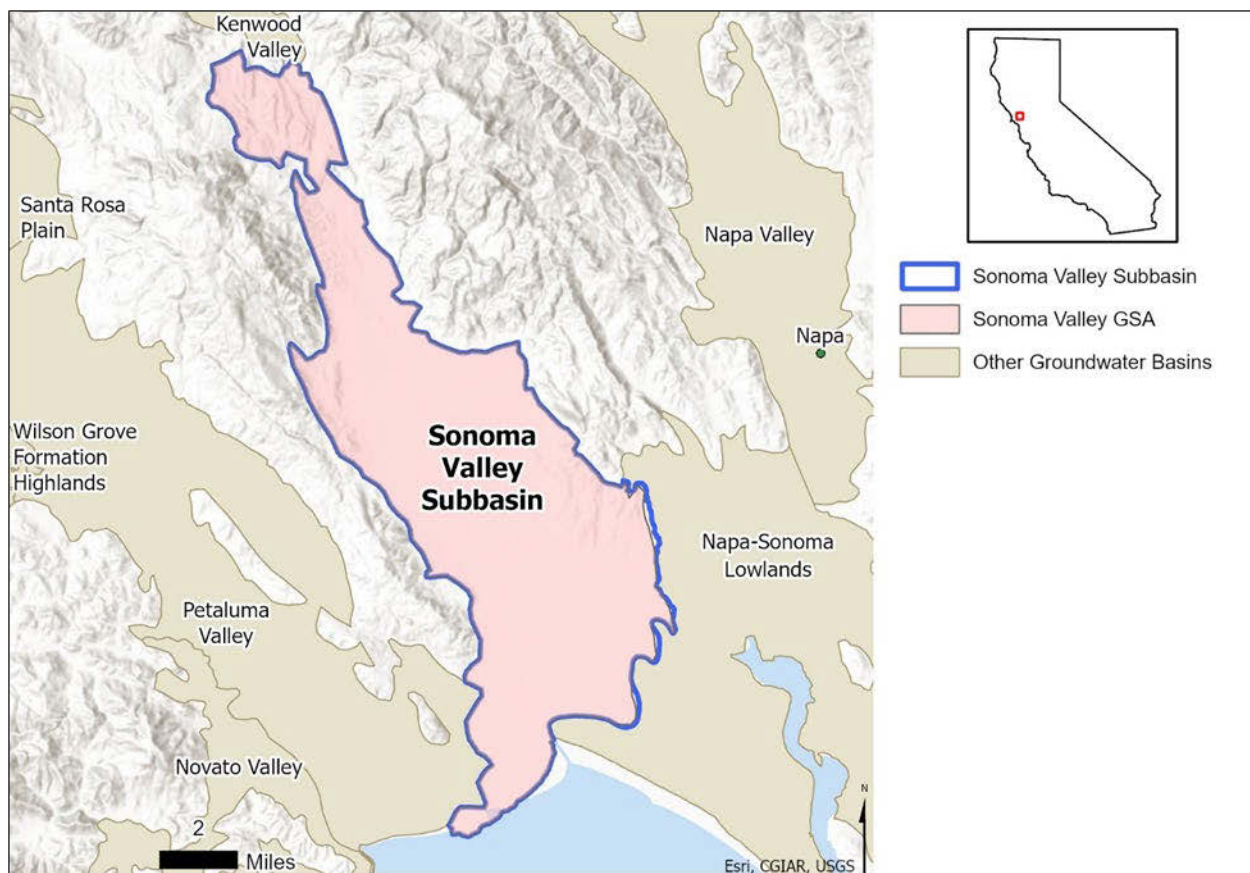 Kenwood
Valley
Santa Rosa
Plain
Napa Valley
Napa
Wilson Grove
Formation
Highlands
Sonoma
Valley
Subbasin
Napa-Sonoma
Lowlands
Petaluma
Valley
Novato Valley
2
Miles
N
Esri, CGIAR, USGS
Sonoma Valley Subbasin
Sonoma Valley GSA
Other Groundwater Basins